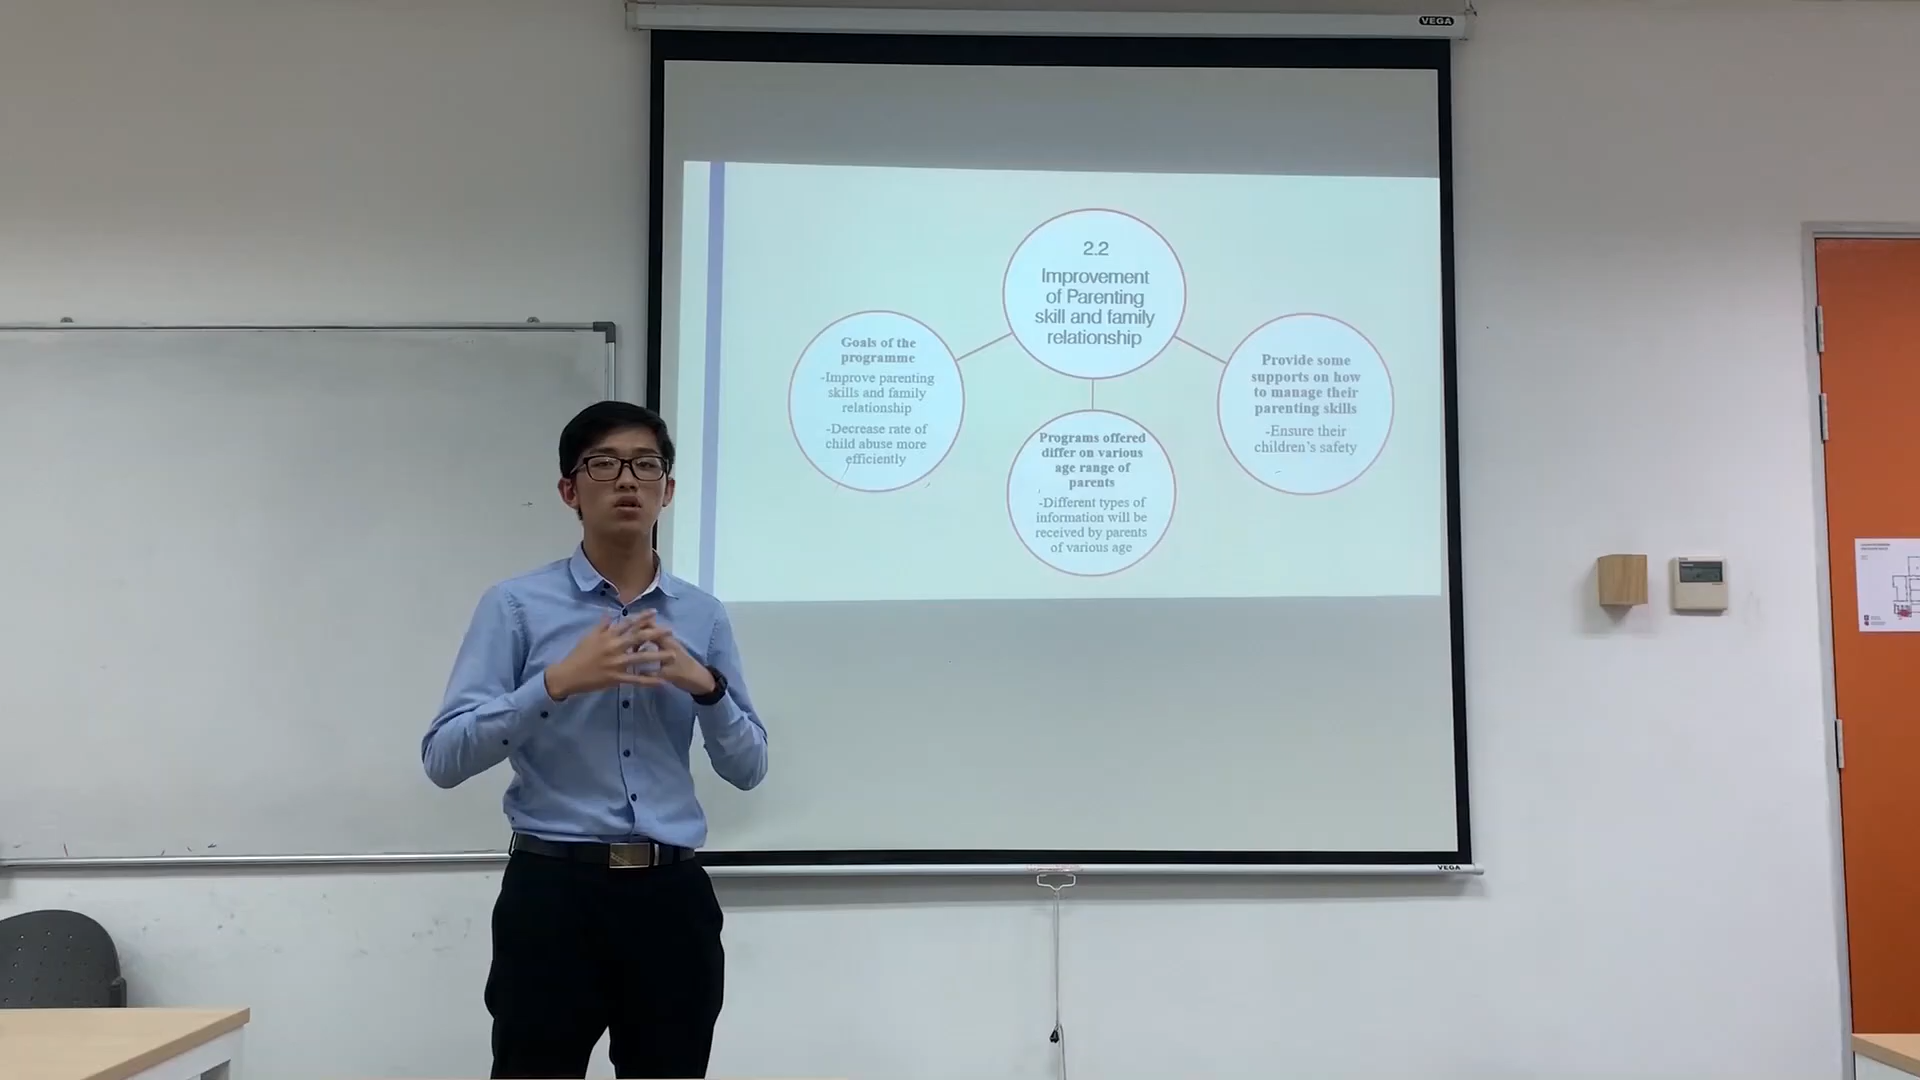 VEGA
2.2
Improvement
of Parenting
skill and family
relationship
Goals of the
programme
-Improve parenting
skills and family
relationship
-Decrease rate of
child abuse more
efficiently
Programs offered
differ on various
age range of
parents
-Different types of
information will be
received by parents
of various age
Provide some
supports on how
to manage their
parenting skills
-Ensure their
children's safety
VEGA